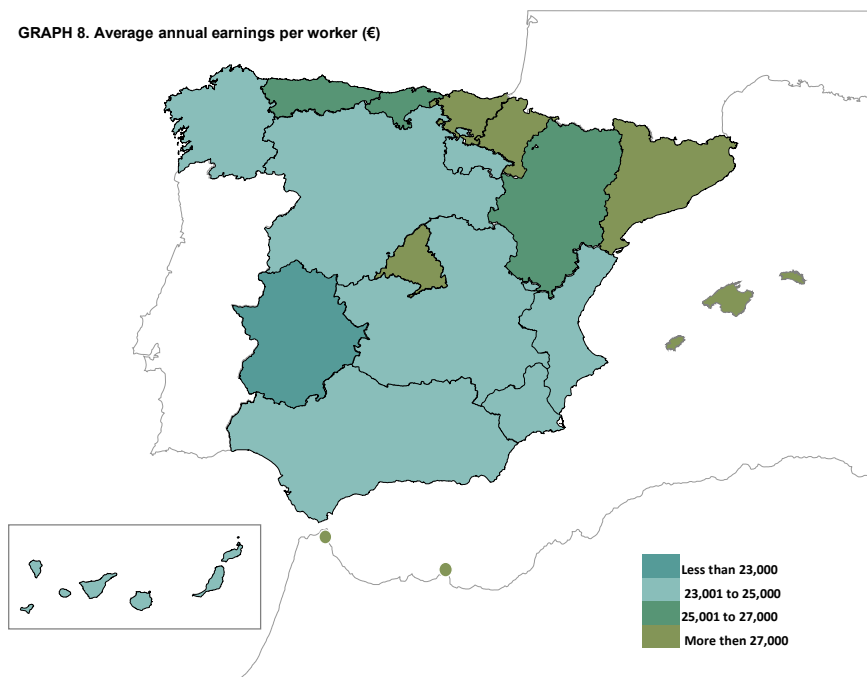 GRAPH 8. Average annual earnings per worker (€)
Less than 23,000
23,001 to 25,000
25,001 to 27,000
More then 27,000